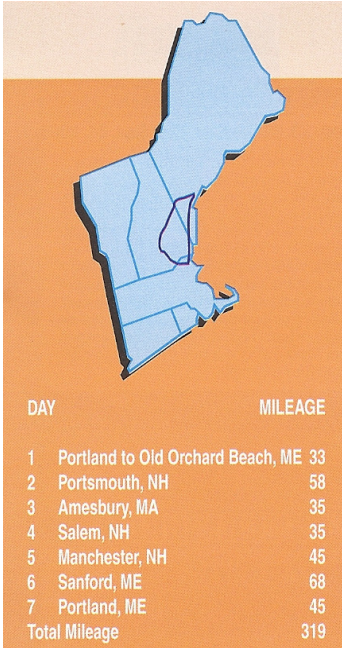 DAY MILEAGE
1 Portland to Old Orchard Beach, ME 33
2 Portsmouth, NH 58
3 Amesbury, MA 35
4 Salem, NH 35
5 Manchester, NH 45
6 Sanford, ME 68
7 Portland, ME 45
Total Mileage 319